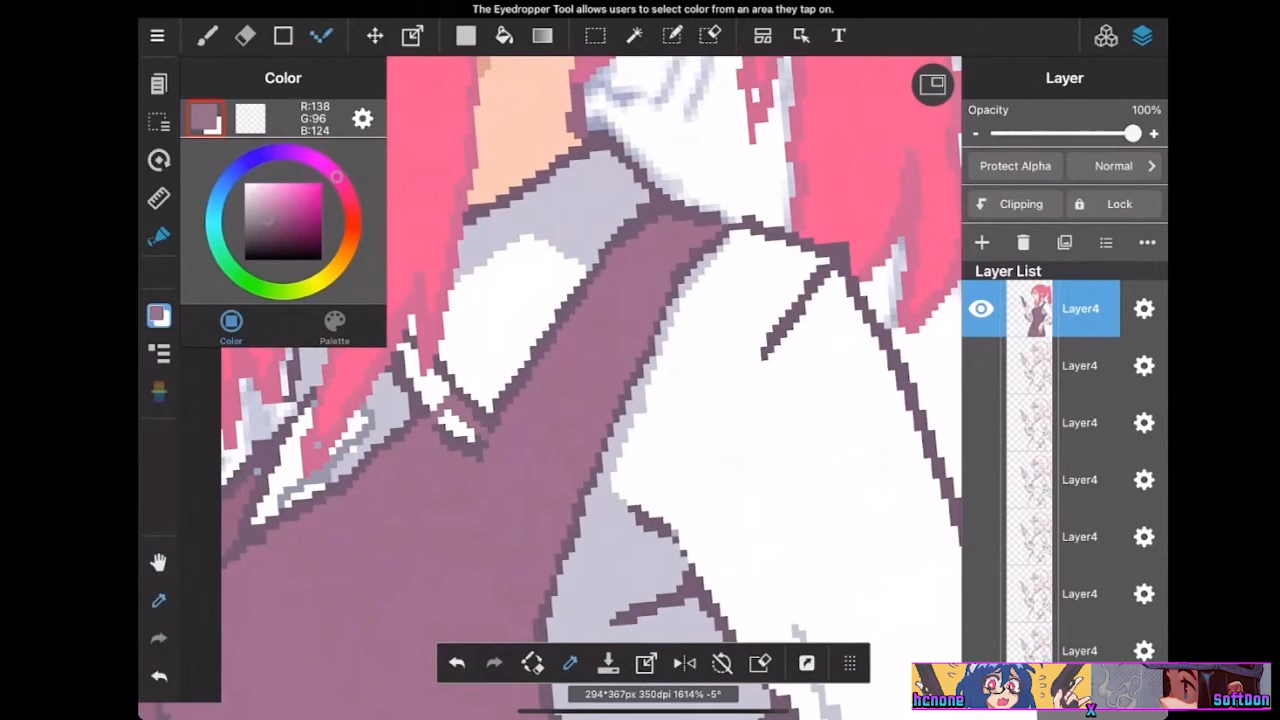 The Eyedropper Tool allows users to select color from an area they tap on.
T
Color
R:138
G:96
B:124
Color
Palette
Layer
Opacity
100%
-
+
Protect Alpha
Normal
Clipping
Lock
Layer List
Layer4
Layer4
Layer4
Layer4
Layer4
Layer4
Layer4
294*367px 350dpi 1614% -5°
hcnone
X
SoftDon